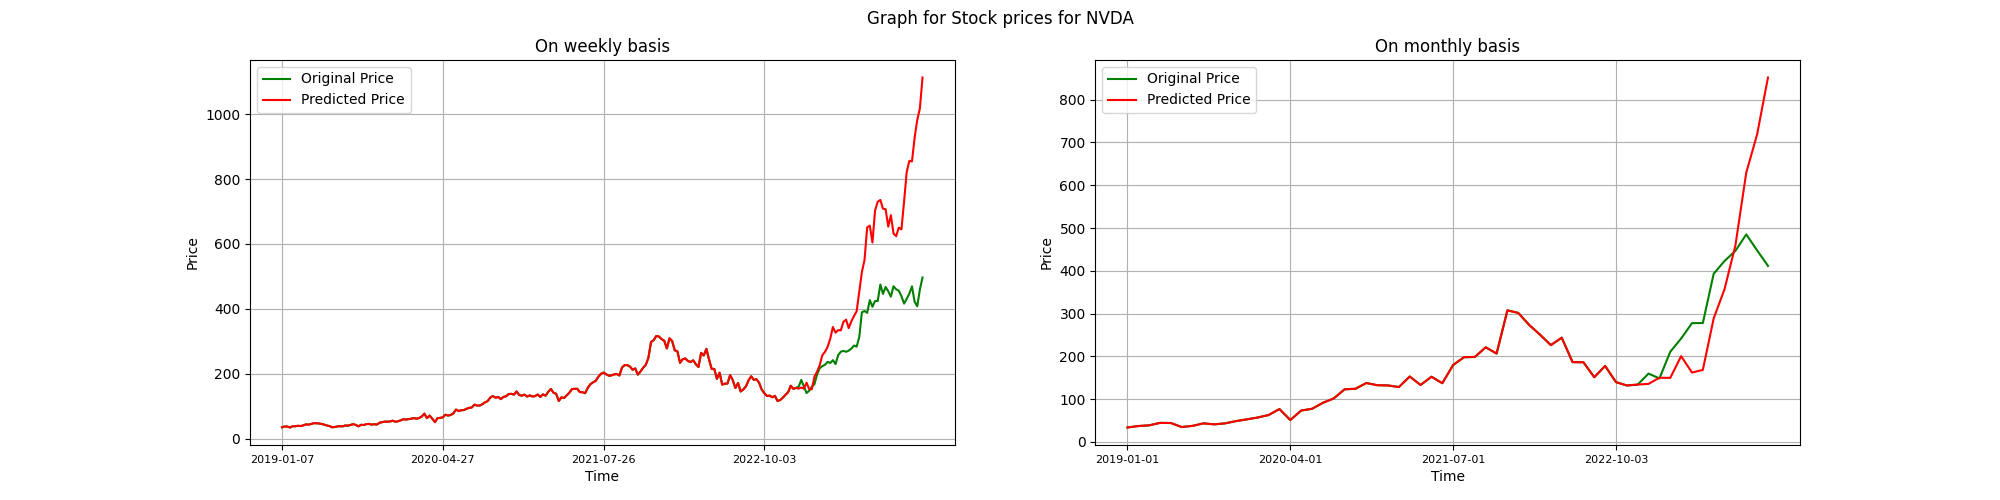 Graph for Stock prices for NVDA
On weekly basis
Original Price
Predicted Price
Price
1000
800
600
400
200
0
2019-01-07 2020-04-27 2021-07-26 2022-10-03
Time
On monthly basis
Original Price
Predicted Price
Price
800
700
600
500
400
300
200
100
0
2019-01-01 2020-04-01 2021-07-01 2022-10-03
Time